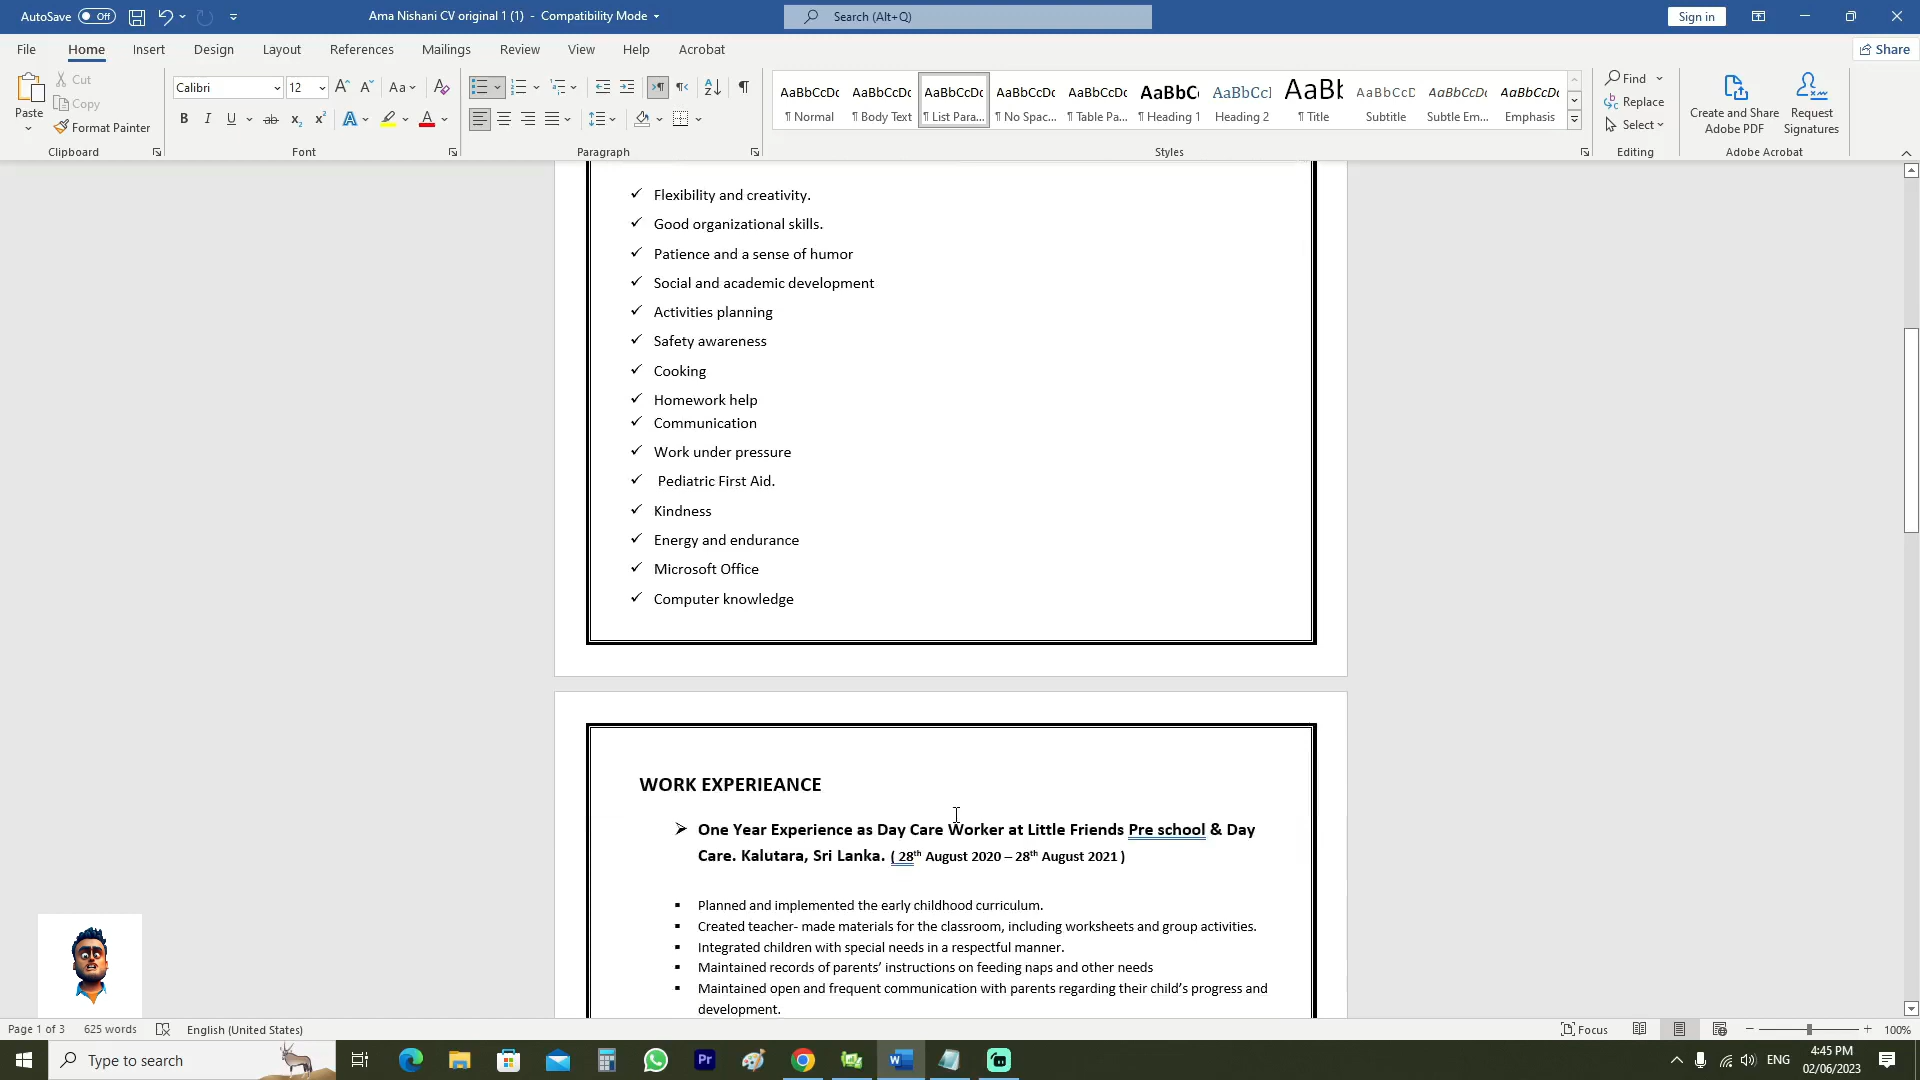 AutoSave Off Ama Nishani CV original 1 (1) - Compatibility Mode Search (Alt+Q) Sign in
File Home Insert Design Layout References Mailings Review View Help Acrobat Share
Paste Cut Copy Format Painter
Calibri 12 Aa
B I U ab x₂ x² A A
AaBbCcDc ¶ Normal
AaBbCcDc ¶ Body Text
AaBbCcDc ¶ List Para...
AaBbCcDc ¶ No Spac...
AaBbCcDc ¶ Table Pa...
AaBbC ¶ Heading 1
AaBbCcl Heading 2
AaBb ¶ Title
AaBbCcD Subtitle
AaBbCcDc Subtle Em...
AaBbCcDc Emphasis
Find Replace Select
Create and Share Adobe PDF
Request Signatures
Clipboard Font Paragraph Styles Editing Adobe Acrobat
Flexibility and creativity.
Good organizational skills.
Patience and a sense of humor
Social and academic development
Activities planning
Safety awareness
Cooking
Homework help
Communication
Work under pressure
Pediatric First Aid.
Kindness
Energy and endurance
Microsoft Office
Computer knowledge
WORK EXPERIEANCE
One Year Experience as Day Care Worker at Little Friends Pre school & Day
Care. Kalutara, Sri Lanka. ( 28th August 2020 – 28th August 2021 )
Planned and implemented the early childhood curriculum.
Created teacher- made materials for the classroom, including worksheets and group activities.
Integrated children with special needs in a respectful manner.
Maintained records of parents’ instructions on feeding naps and other needs
Maintained open and frequent communication with parents regarding their child’s progress and
development.
Page 1 of 3 625 words English (United States) Focus 100%
Type to search ENG 4:45 PM
02/06/2023